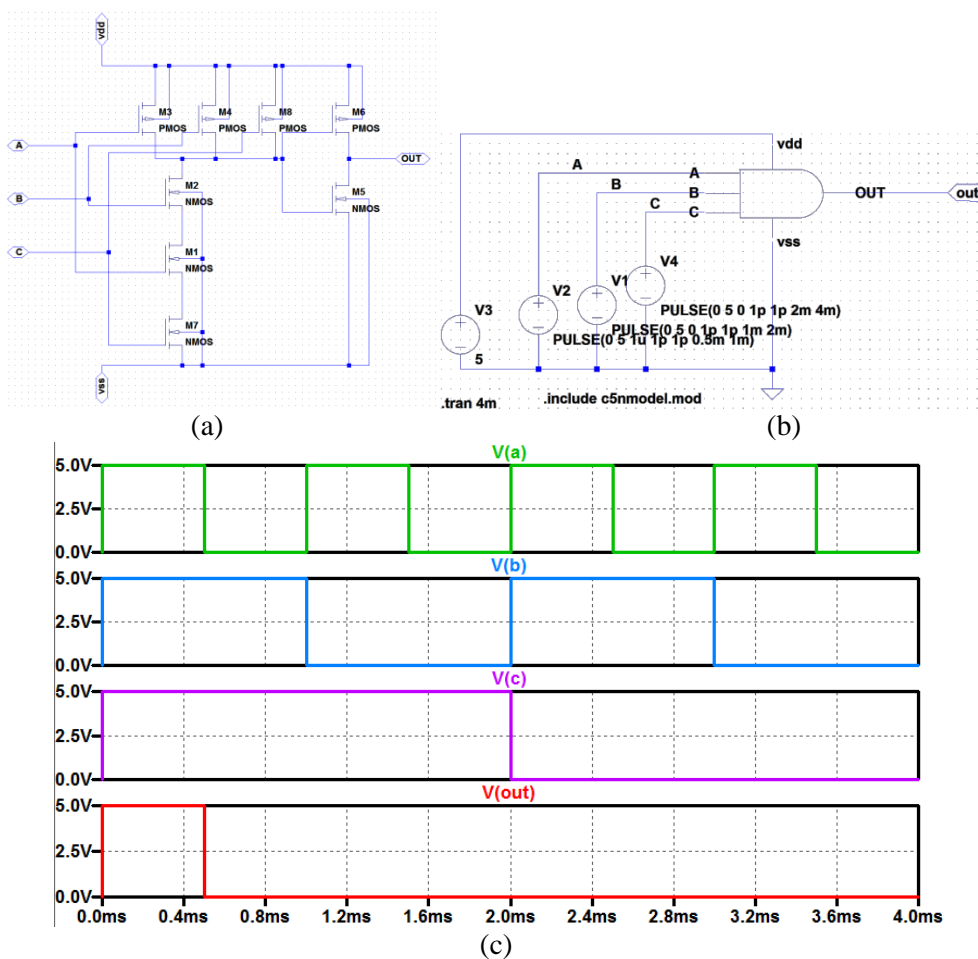 vdd
M3
PMOS
M4
PMOS
M8
PMOS
M6
PMOS
A
OUT
B
M2
NMOS
M5
NMOS
C
M1
NMOS
M7
NMOS
vss
(a)
vdd
A
A
B
B
C
C
OUT
out
vss
V3
5
V2
PULSE(0 5 1u 1p 1p 0.5m 1m)
V1
PULSE(0 5 0 1p 1p 1m 2m)
V4
PULSE(0 5 0 1p 1p 2m 4m)
.tran 4m
.include c5nmodel.mod
(b)
V(a)
5.0V
2.5V
0.0V
V(b)
5.0V
2.5V
0.0V
V(c)
5.0V
2.5V
0.0V
V(out)
5.0V
2.5V
0.0V
0.0ms 0.4ms 0.8ms 1.2ms 1.6ms 2.0ms 2.4ms 2.8ms 3.2ms 3.6ms 4.0ms
(c)